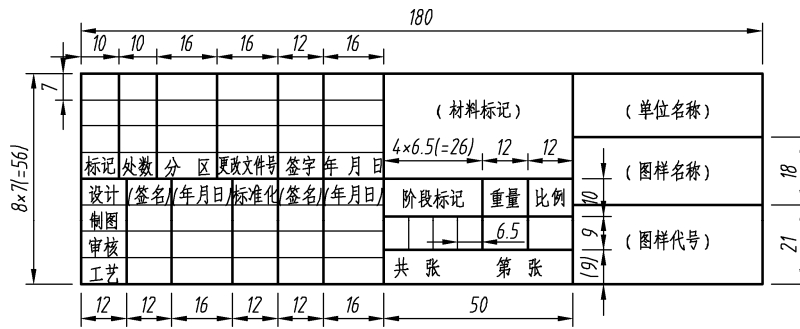 180
10 10 16 16 12 16
7
8×7(=56)
(材料标记)
(单位名称)
4×6.5(=26) 12 12
标记 处数 分 区 更改文件号 签字 年 月 日
(图样名称)
18
设计 (签名) (年月日) 标准化 (签名) (年月日)
阶段标记 重量 比例
10
制图
6.5
9
(图样代号)
21
审核
工艺
共 张 第 张
(9)
12 12 16 12 12 16 50